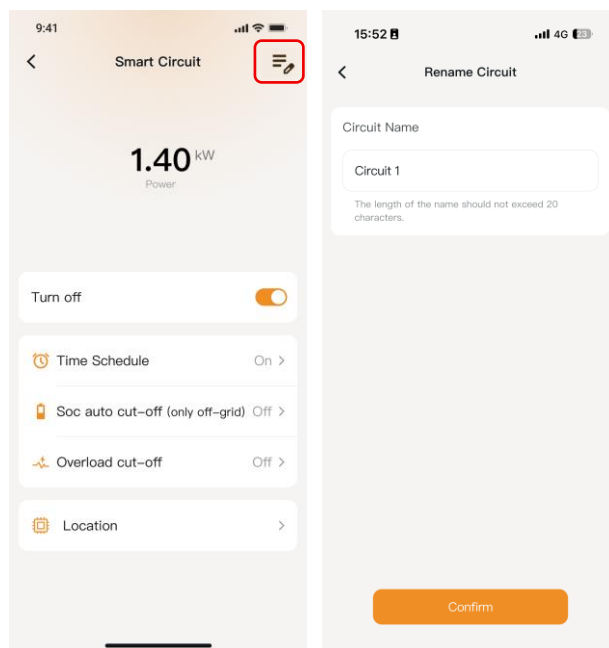 9:41
Smart Circuit
1.40 kW
Power
Turn off
Time Schedule On
Soc auto cut-off (only off-grid) Off
Overload cut-off Off
Location
15:52 4G 23
Rename Circuit
Circuit Name
Circuit 1
The length of the name should not exceed 20
characters.
Confirm